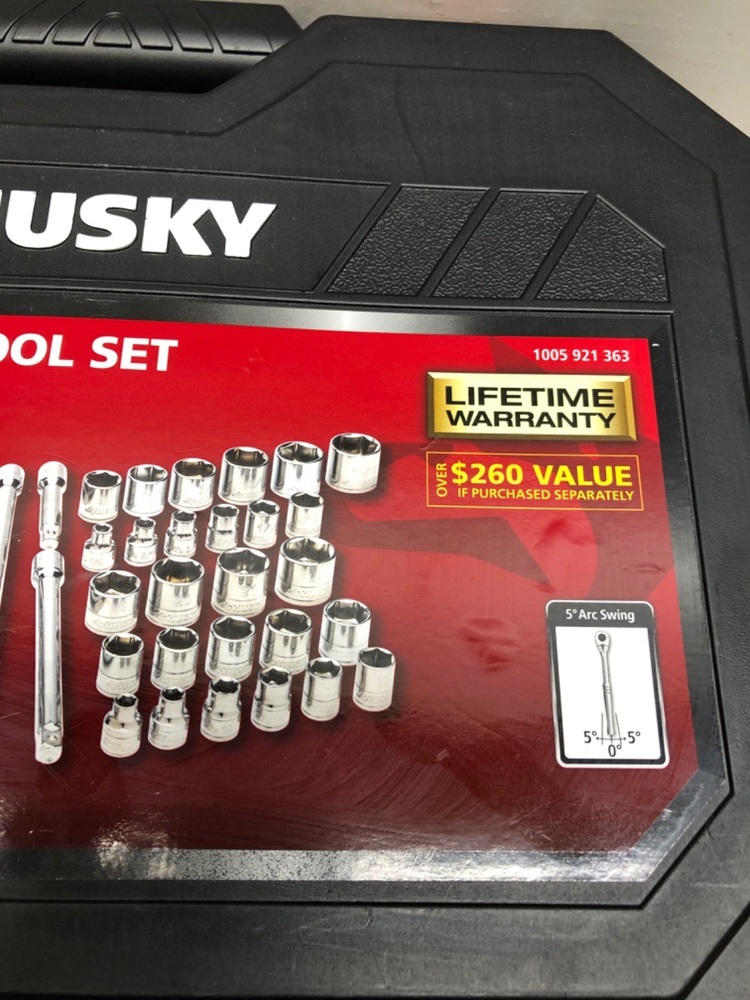 USKY
OOL SET
1005 921 363
LIFETIME
WARRANTY
OVER $260 VALUE
IF PURCHASED SEPARATELY
5° Arc Swing
5° 5°
0°